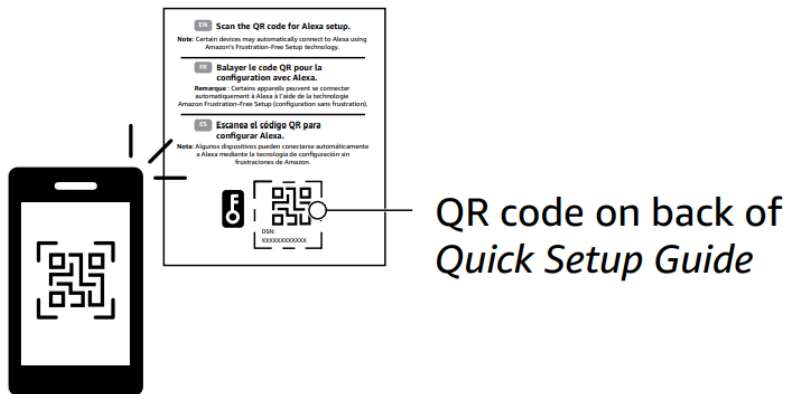 EN Scan the QR code for Alexa setup.
Note: Certain devices may automatically connect to Alexa using
Amazon's Frustration-Free Setup technology.
FR Balayer le code QR pour la
configuration avec Alexa.
Remarque : Certains appareils peuvent se connecter
automatiquement à Alexa à l'aide de la technologie
Amazon Frustration-Free Setup (configuration sans frustration).
ES Escanea el código QR para
configurar Alexa.
Nota: Algunos dispositivos pueden conectarse automáticamente
a Alexa mediante la tecnología de configuración sin
frustraciones de Amazon.
DSN:
XXXXXXXXXXXX
QR code on back of
Quick Setup Guide